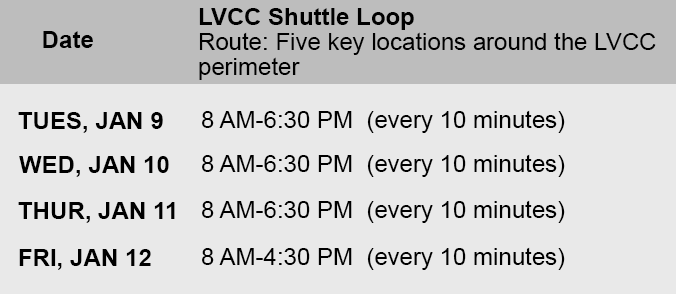 Date
LVCC Shuttle Loop
Route: Five key locations around the LVCC
perimeter
TUES, JAN 9 8 AM-6:30 PM (every 10 minutes)
WED, JAN 10 8 AM-6:30 PM (every 10 minutes)
THUR, JAN 11 8 AM-6:30 PM (every 10 minutes)
FRI, JAN 12 8 AM-4:30 PM (every 10 minutes)